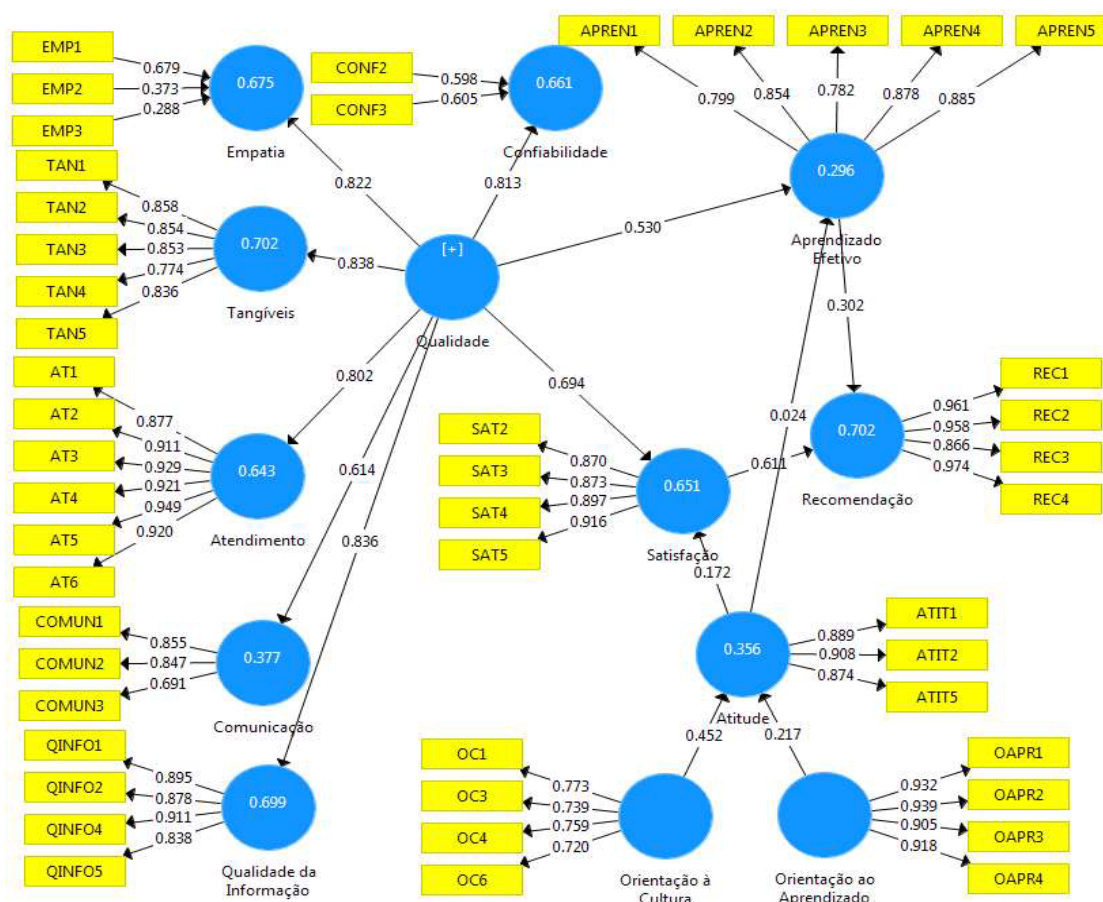 EMP1
EMP2
EMP3
0.679
0.373
0.288
0.675
Empatia
CONF2
CONF3
0.598
0.605
0.661
Confiabilidade
APREN1
APREN2
APREN3
APREN4
APREN5
0.799
0.854
0.782
0.878
0.885
0.296
Aprendizado
Efetivo
TAN1
TAN2
TAN3
TAN4
TAN5
0.858
0.854
0.853
0.774
0.836
0.702
Tangíveis
0.822
0.813
0.838
0.530
[+]
Qualidade
0.802
0.614
0.836
0.694
0.302
0.024
AT1
AT2
AT3
AT4
AT5
AT6
0.877
0.911
0.929
0.921
0.949
0.920
0.643
Atendimento
SAT2
SAT3
SAT4
SAT5
0.870
0.873
0.897
0.916
0.651
Satisfação
0.611
0.172
0.702
Recomendação
0.961
0.958
0.866
0.974
REC1
REC2
REC3
REC4
COMUN1
COMUN2
COMUN3
0.855
0.847
0.691
0.377
Comunicação
0.356
Atitude
0.889
0.908
0.874
ATIT1
ATIT2
ATIT5
0.452
0.217
QINFO1
QINFO2
QINFO4
QINFO5
0.895
0.878
0.911
0.838
0.699
Qualidade da
Informação
OC1
OC3
OC4
OC6
0.773
0.739
0.759
0.720
Orientação à
Cultura
Orientação ao
Aprendizado
0.932
0.939
0.905
0.918
OAPR1
OAPR2
OAPR3
OAPR4